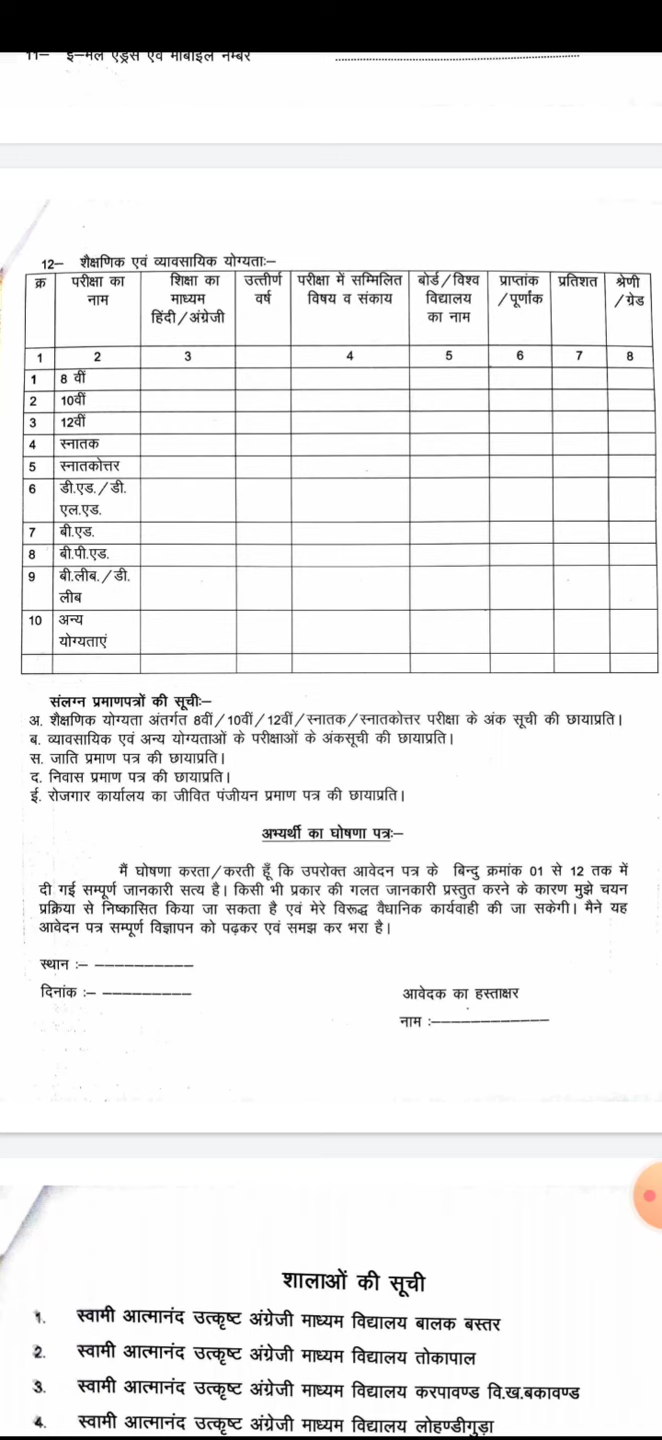 11– ई–मेल एड्रेस एवं मोबाईल नम्बर
12– शैक्षणिक एवं व्यावसायिक योग्यताः–
क्र परीक्षा का नाम शिक्षा का माध्यम हिंदी/अंग्रेजी उत्तीर्ण वर्ष परीक्षा में सम्मिलित विषय व संकाय बोर्ड/विश्व विद्यालय का नाम प्राप्तांक /पूर्णांक प्रतिशत श्रेणी /ग्रेड
1 2 3 4 5 6 7 8
1 8 वीं
2 10वीं
3 12वीं
4 स्नातक
5 स्नातकोत्तर
6 डी.एड./डी.
एल.एड.
7 बी.एड.
8 बी.पी.एड.
9 बी.लीब./डी.
लीब
10 अन्य
योग्यताएं
संलग्न प्रमाणपत्रों की सूचीः–
अ. शैक्षणिक योग्यता अंतर्गत 8वीं/10वीं/12वीं/स्नातक/स्नातकोत्तर परीक्षा के अंक सूची की छायाप्रति।
ब. व्यावसायिक एवं अन्य योग्यताओं के परीक्षाओं के अंकसूची की छायाप्रति।
स. जाति प्रमाण पत्र की छायाप्रति।
द. निवास प्रमाण पत्र की छायाप्रति।
ई. रोजगार कार्यालय का जीवित पंजीयन प्रमाण पत्र की छायाप्रति।
अभ्यर्थी का घोषणा पत्रः–
मैं घोषणा करता/करती हूँ कि उपरोक्त आवेदन पत्र के बिन्दु क्रमांक 01 से 12 तक में
दी गई सम्पूर्ण जानकारी सत्य है। किसी भी प्रकार की गलत जानकारी प्रस्तुत करने के कारण मुझे चयन
प्रक्रिया से निष्कासित किया जा सकता है एवं मेरे विरूद्ध वैधानिक कार्यवाही की जा सकेगी। मैने यह
आवेदन पत्र सम्पूर्ण विज्ञापन को पढ़कर एवं समझ कर भरा है।
स्थान :– ––––––––––
दिनांक :– –––––––––
आवेदक का हस्ताक्षर
नाम :–––––––––––––
शालाओं की सूची
1. स्वामी आत्मानंद उत्कृष्ट अंग्रेजी माध्यम विद्यालय बालक बस्तर
2. स्वामी आत्मानंद उत्कृष्ट अंग्रेजी माध्यम विद्यालय तोकापाल
3. स्वामी आत्मानंद उत्कृष्ट अंग्रेजी माध्यम विद्यालय करपावण्ड वि.ख.बकावण्ड
4. स्वामी आत्मानंद उत्कृष्ट अंग्रेजी माध्यम विद्यालय लोहण्डीगुड़ा